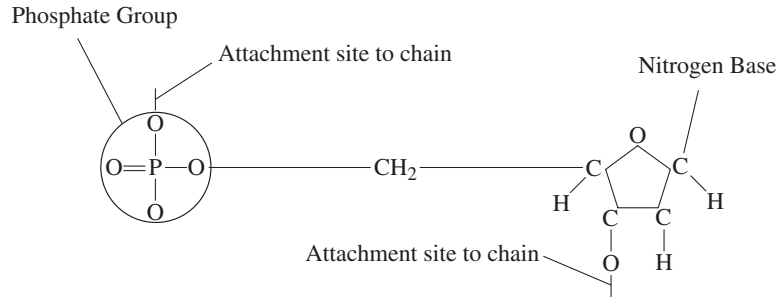 Phosphate Group
Attachment site to chain
Nitrogen Base
O
O
O=P—O
CH2
C
C
H
H
O
C
C
Attachment site to chain
O
H